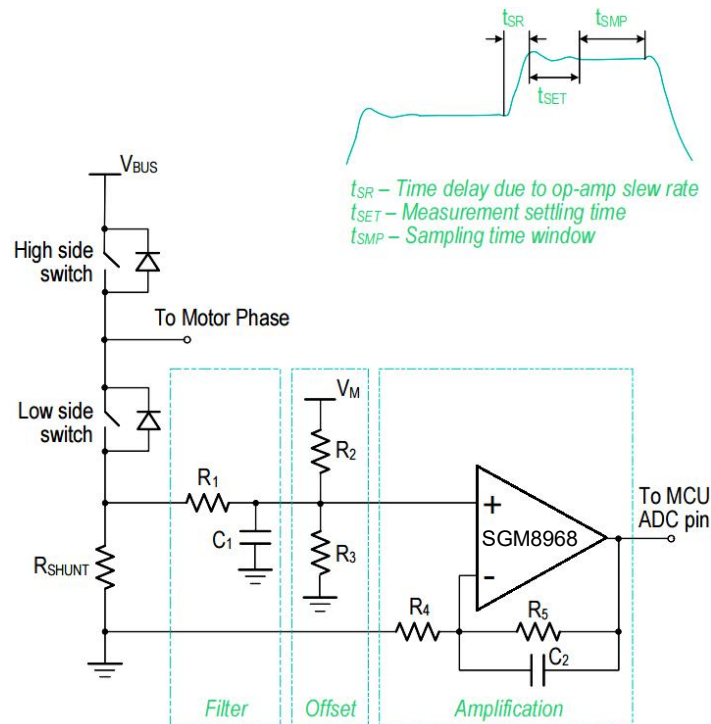 tSR
tSMP
tSET
tSR – Time delay due to op-amp slew rate
tSET – Measurement settling time
tSMP – Sampling time window
VBUS
High side
switch
To Motor Phase
Low side
switch
VM
R2
R1
C1
R3
RSHUNT
+
SGM8968
-
To MCU
ADC pin
R4
R5
C2
Filter
Offset
Amplification